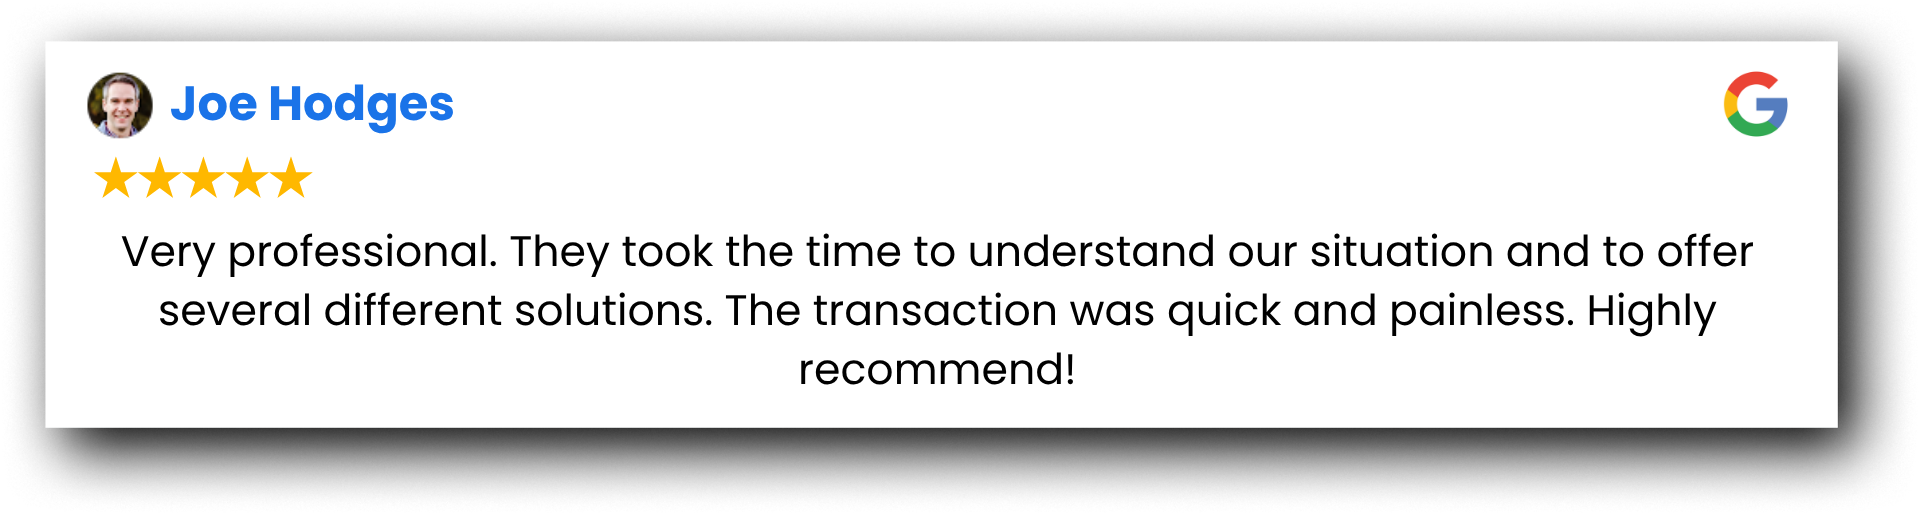 Joe Hodges
Very professional. They took the time to understand our situation and to offer
several different solutions. The transaction was quick and painless. Highly
recommend!